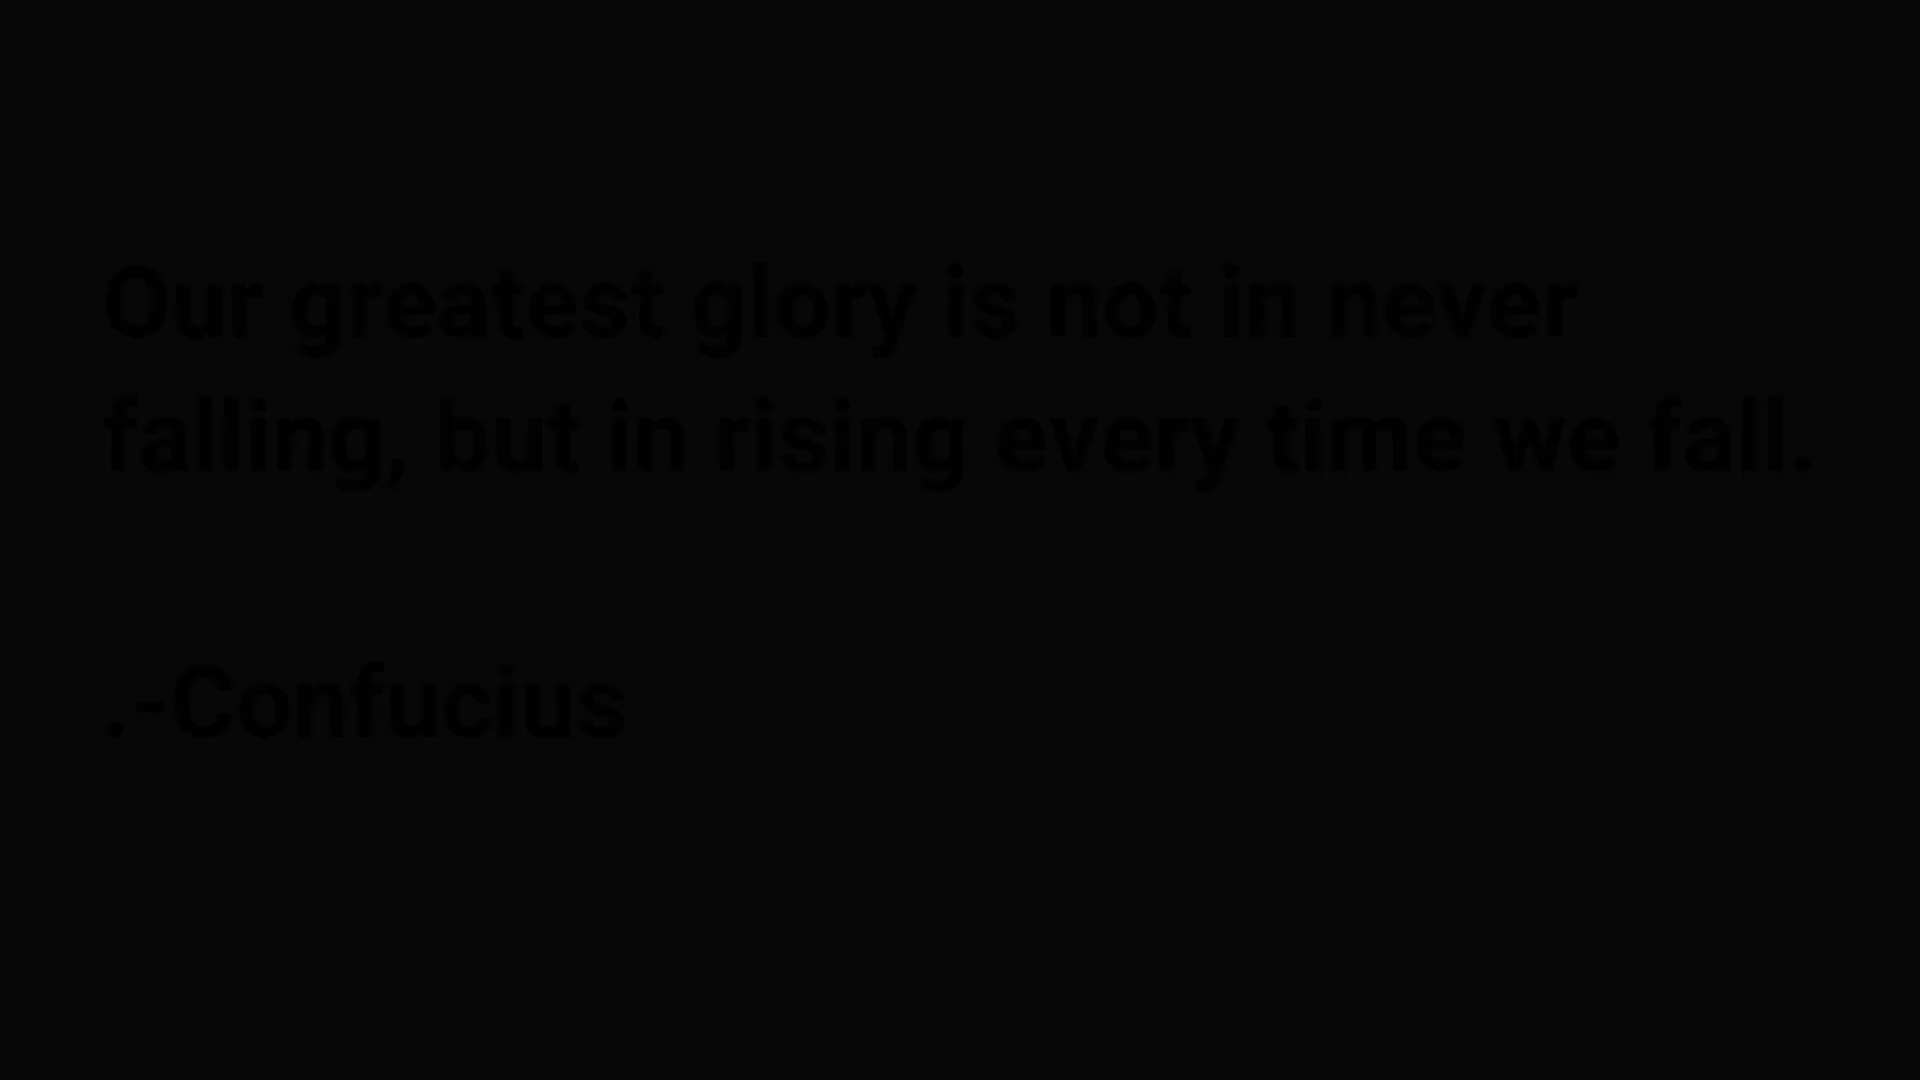 Our greatest glory is not in never
falling, but in rising every time we fall.
.-Confucius